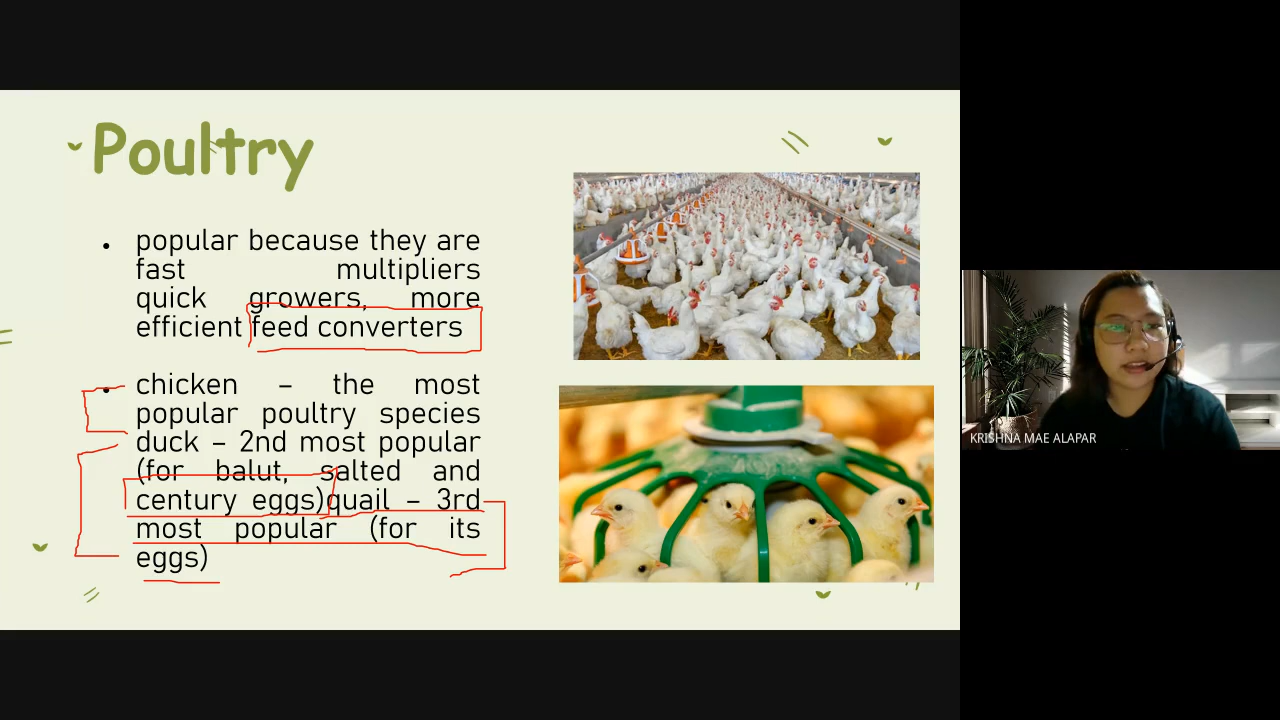 Poultry
• popular because they are
fast multipliers
quick growers, more
efficient feed converters
• chicken – the most
popular poultry species
duck – 2nd most popular
(for balut, salted and
century eggs)quail – 3rd
most popular (for its
eggs)
KRISHNA MAE ALAPAR